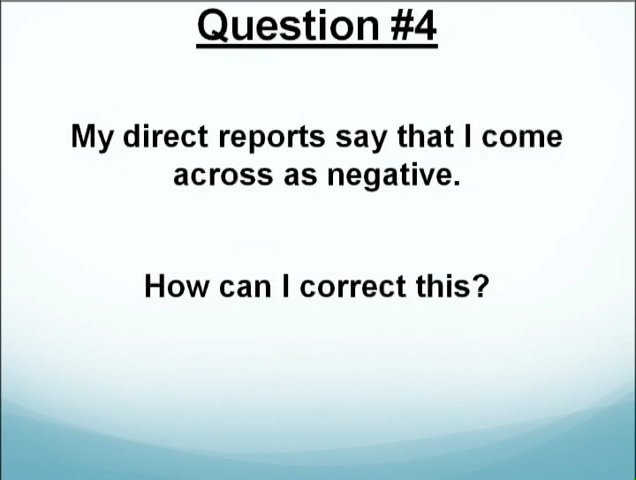 Question #4
My direct reports say that I come
across as negative.
How can I correct this?